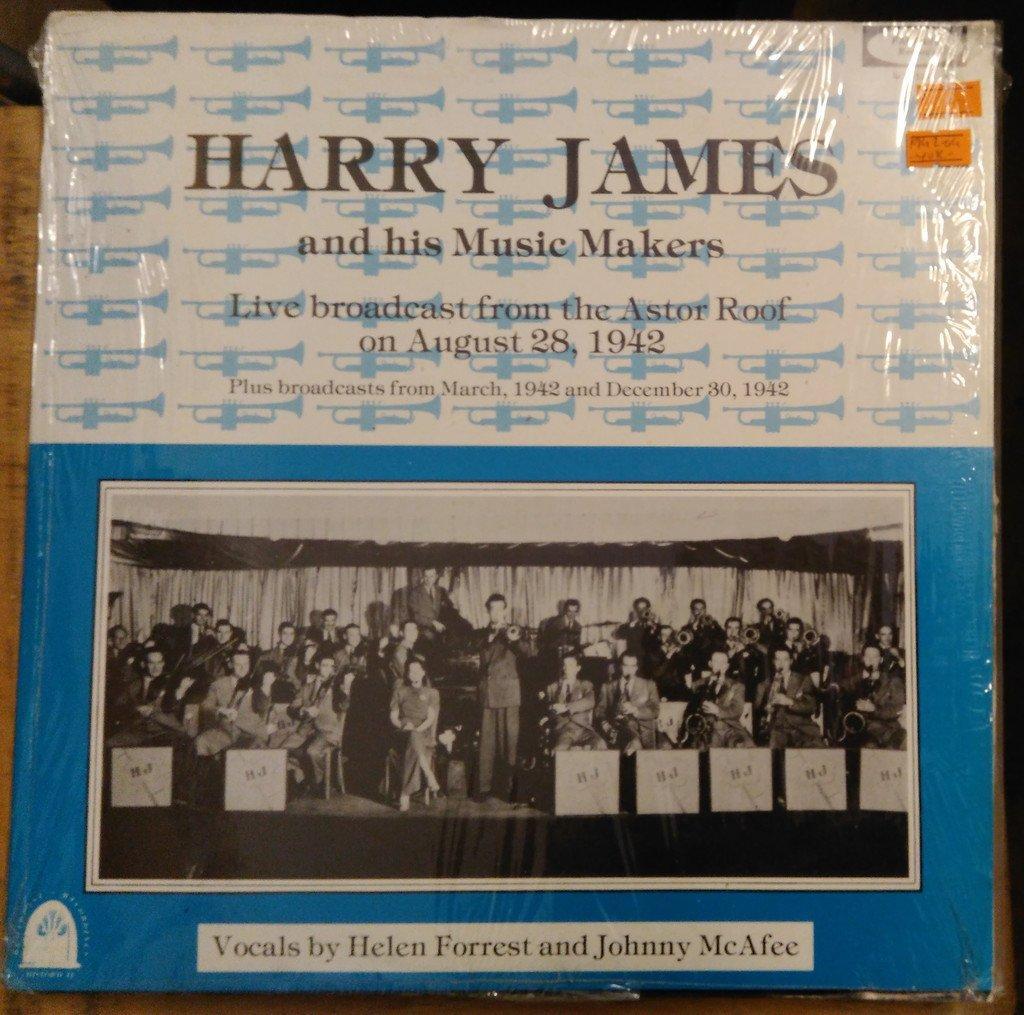 HARRY JAMES
and his Music Makers
Live broadcast from the Astor Roof
on August 28, 1942
Plus broadcasts from March, 1942 and December 30, 1942
H.J
H.J
H.J
H.J
H.J
H.J
H.J
Vocals by Helen Forrest and Johnny McAfee